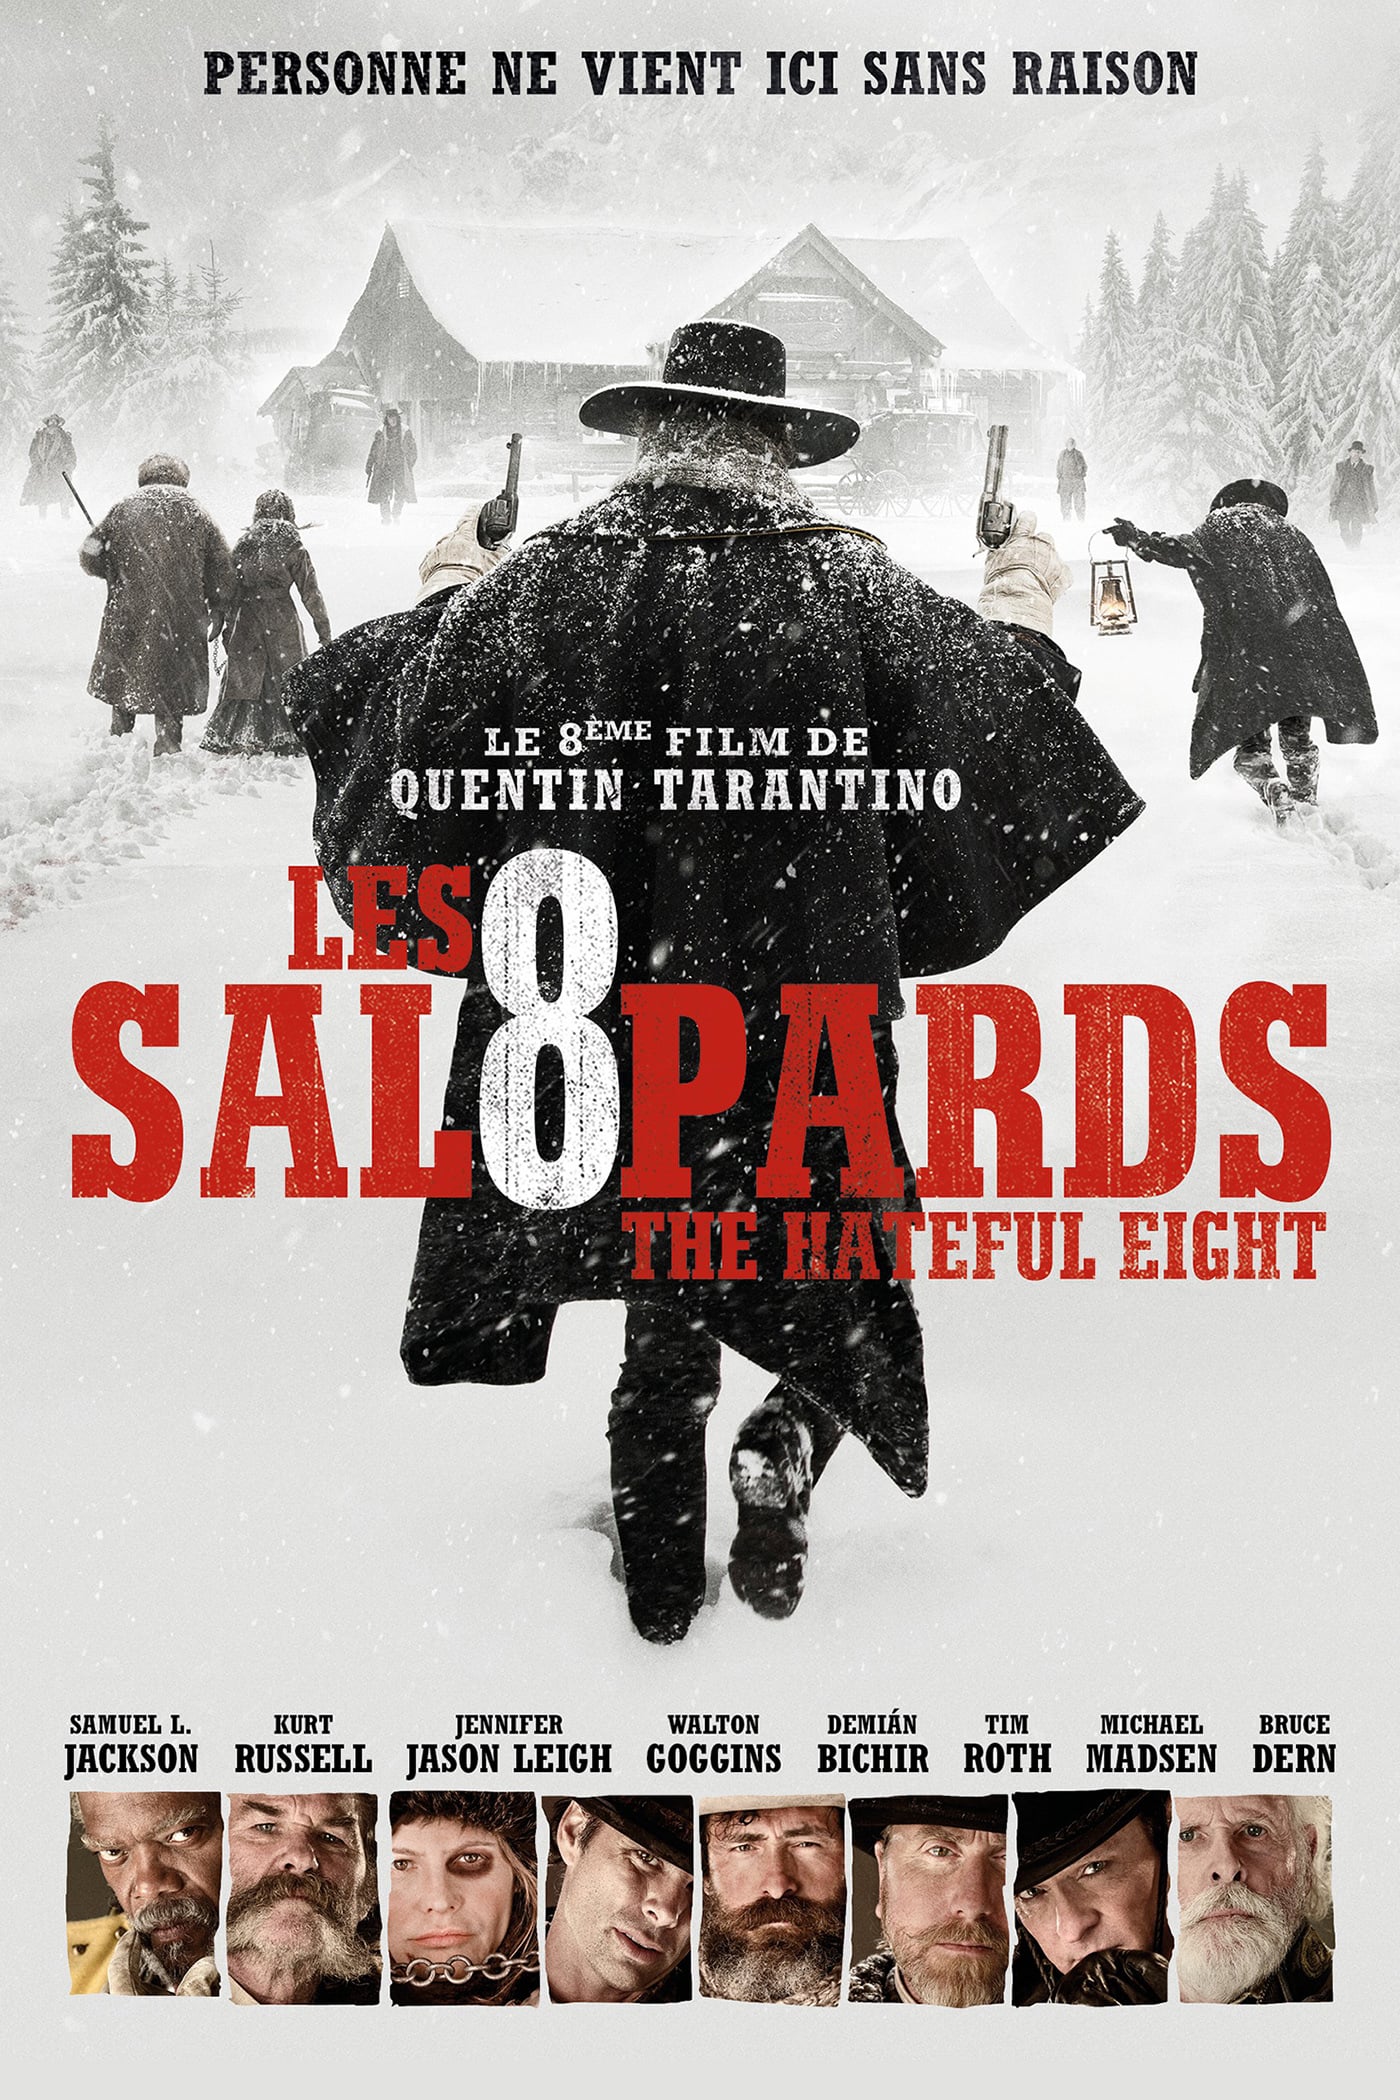 PERSONNE NE VIENT ICI SANS RAISON
LE 8ÈME FILM DE
QUENTIN TARANTINO
LES
SAL8PARDS
THE HATEFUL EIGHT
SAMUEL L. JACKSON
KURT RUSSELL
JENNIFER JASON LEIGH
WALTON GOGGINS
DEMIÁN BICHIR
TIM ROTH
MICHAEL MADSEN
BRUCE DERN